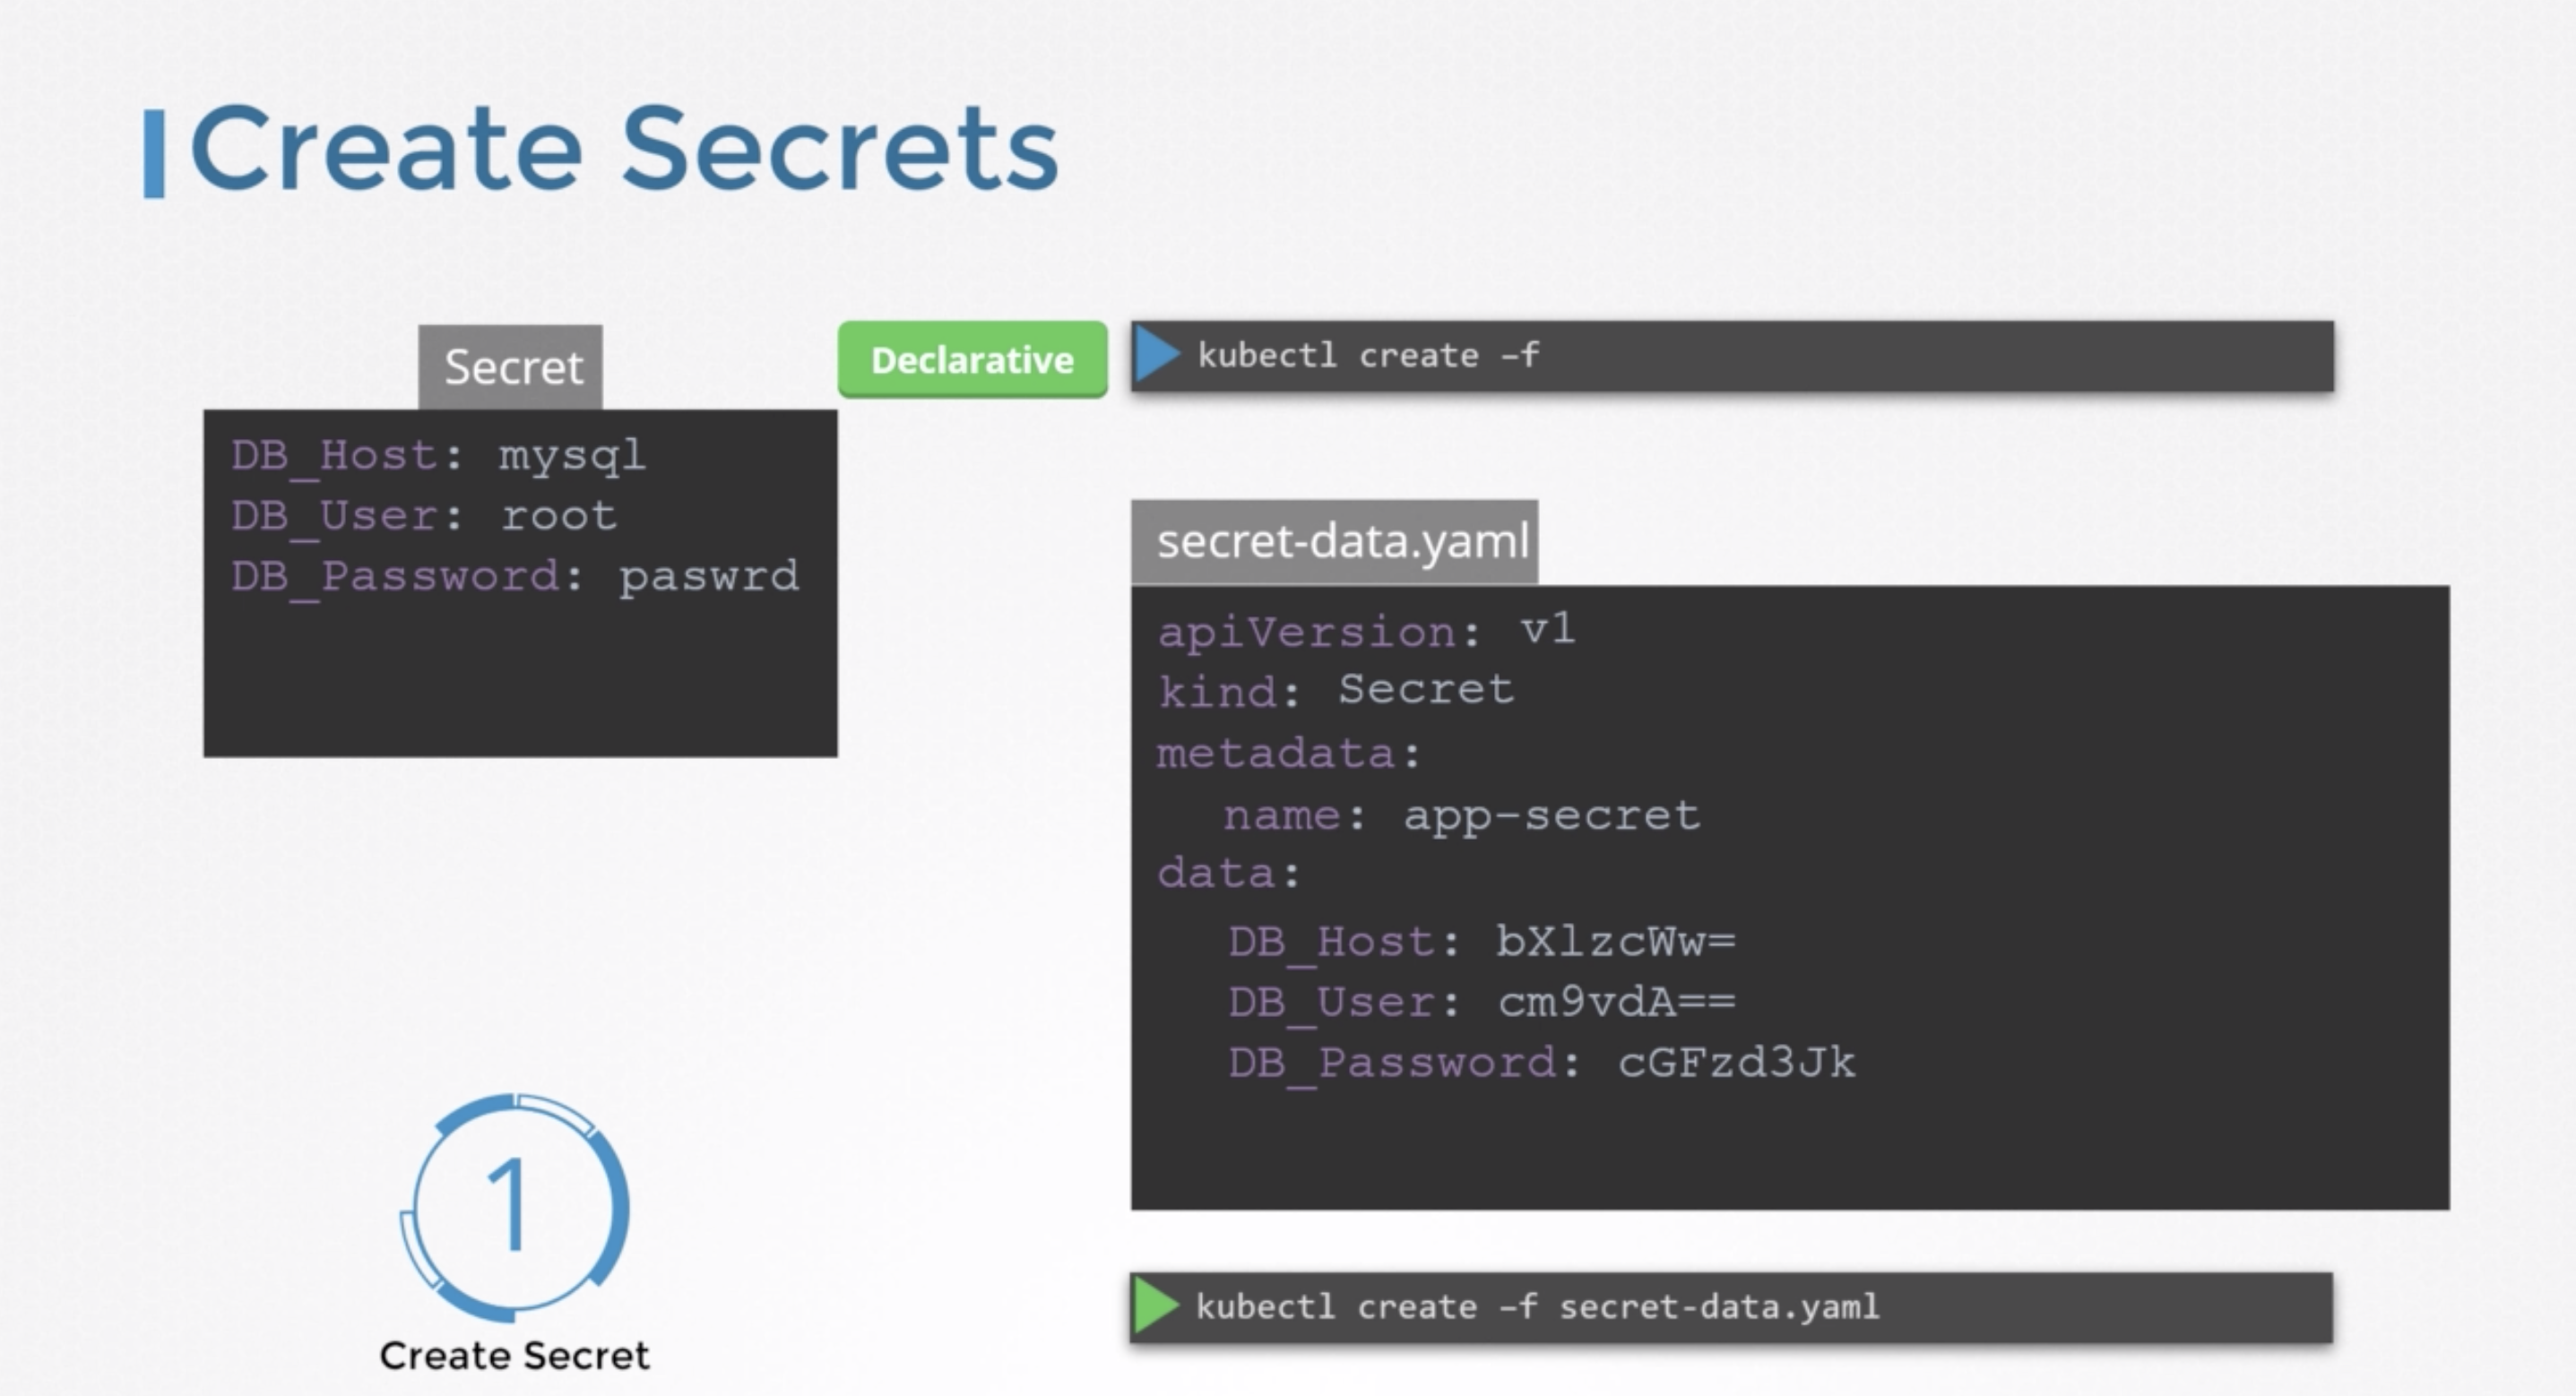 Create Secrets
Secret
DB_Host: mysql
DB_User: root
DB_Password: paswrd
Declarative
kubectl create –f
secret-data.yaml
apiVersion: v1
kind: Secret
metadata:
name: app-secret
data:
DB_Host: bXlzcWw=
DB_User: cm9vdA==
DB_Password: cGFzd3Jk
1
Create Secret
kubectl create –f secret-data.yaml